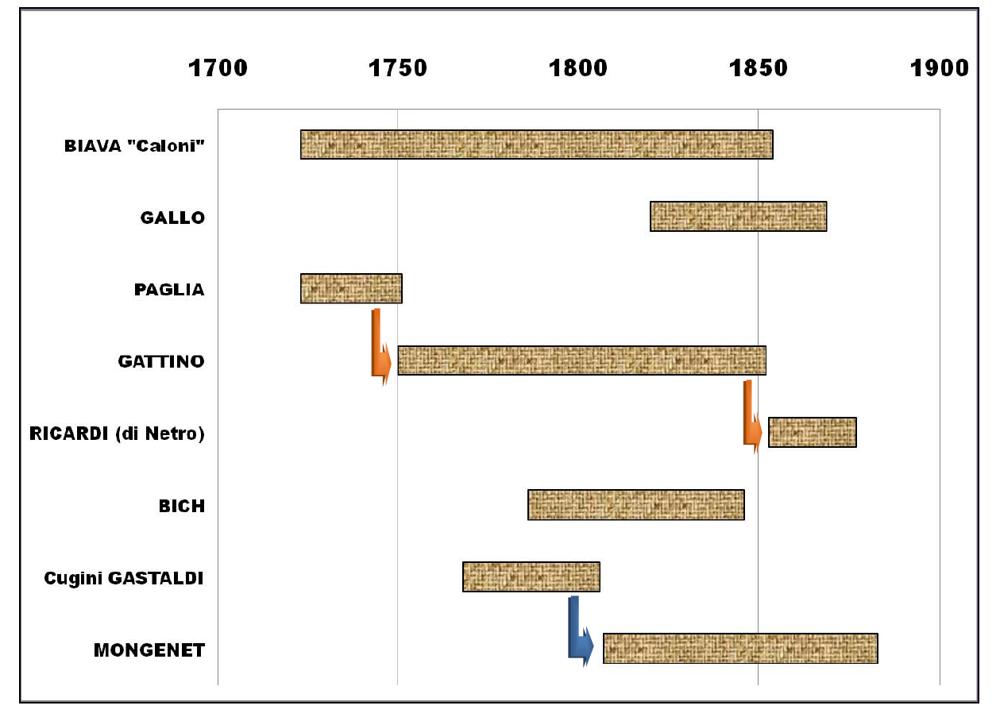 1700 1750 1800 1850 1900
BIAVA "Caloni"
GALLO
PAGLIA
GATTINO
RICARDI (di Netro)
BICH
Cugini GASTALDI
MONGENET